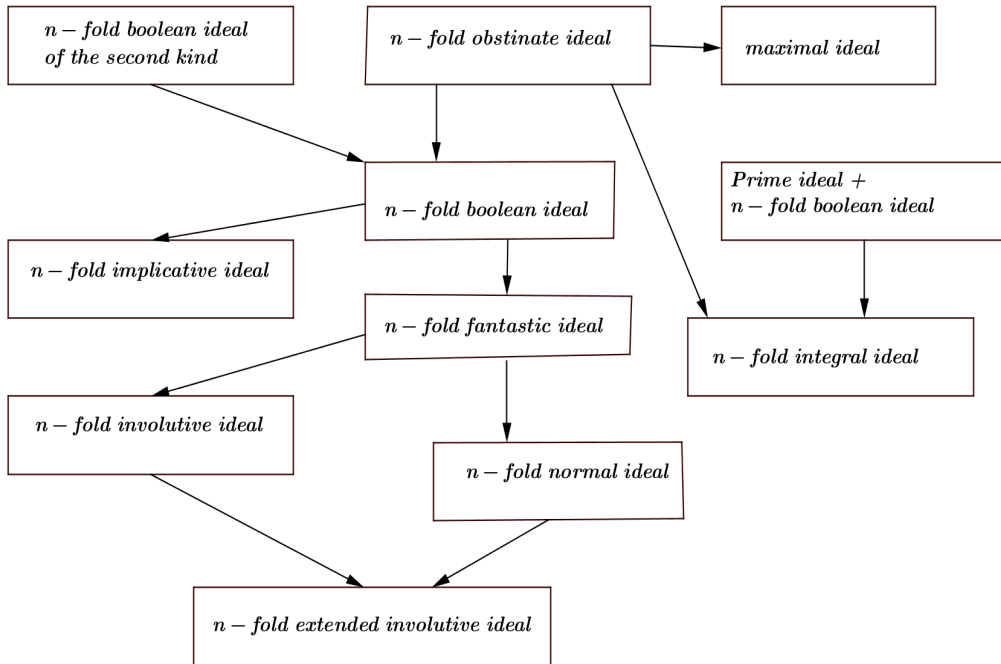 n − fold boolean ideal
of the second kind
n − fold obstinate ideal
maximal ideal
n − fold boolean ideal
Prime ideal +
n − fold boolean ideal
n − fold implicative ideal
n − fold fantastic ideal
n − fold integral ideal
n − fold involutive ideal
n − fold normal ideal
n − fold extended involutive ideal